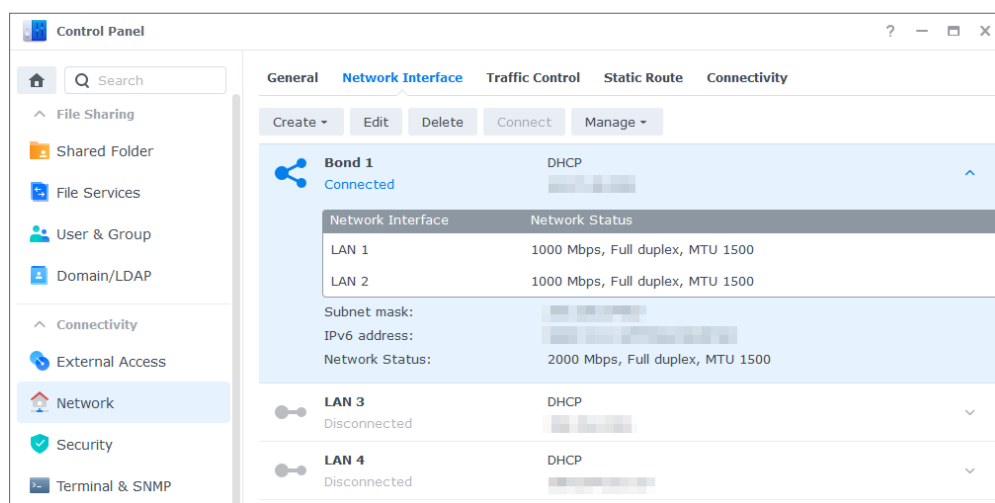 Control Panel
?
Search
General Network Interface Traffic Control Static Route Connectivity
File Sharing
Shared Folder
File Services
User & Group
Domain/LDAP
Connectivity
External Access
Network
Security
Terminal & SNMP
Create Edit Delete Connect Manage
Bond 1 DHCP
Connected
Network Interface Network Status
LAN 1 1000 Mbps, Full duplex, MTU 1500
LAN 2 1000 Mbps, Full duplex, MTU 1500
Subnet mask:
IPv6 address:
Network Status: 2000 Mbps, Full duplex, MTU 1500
LAN 3 DHCP
Disconnected
LAN 4 DHCP
Disconnected